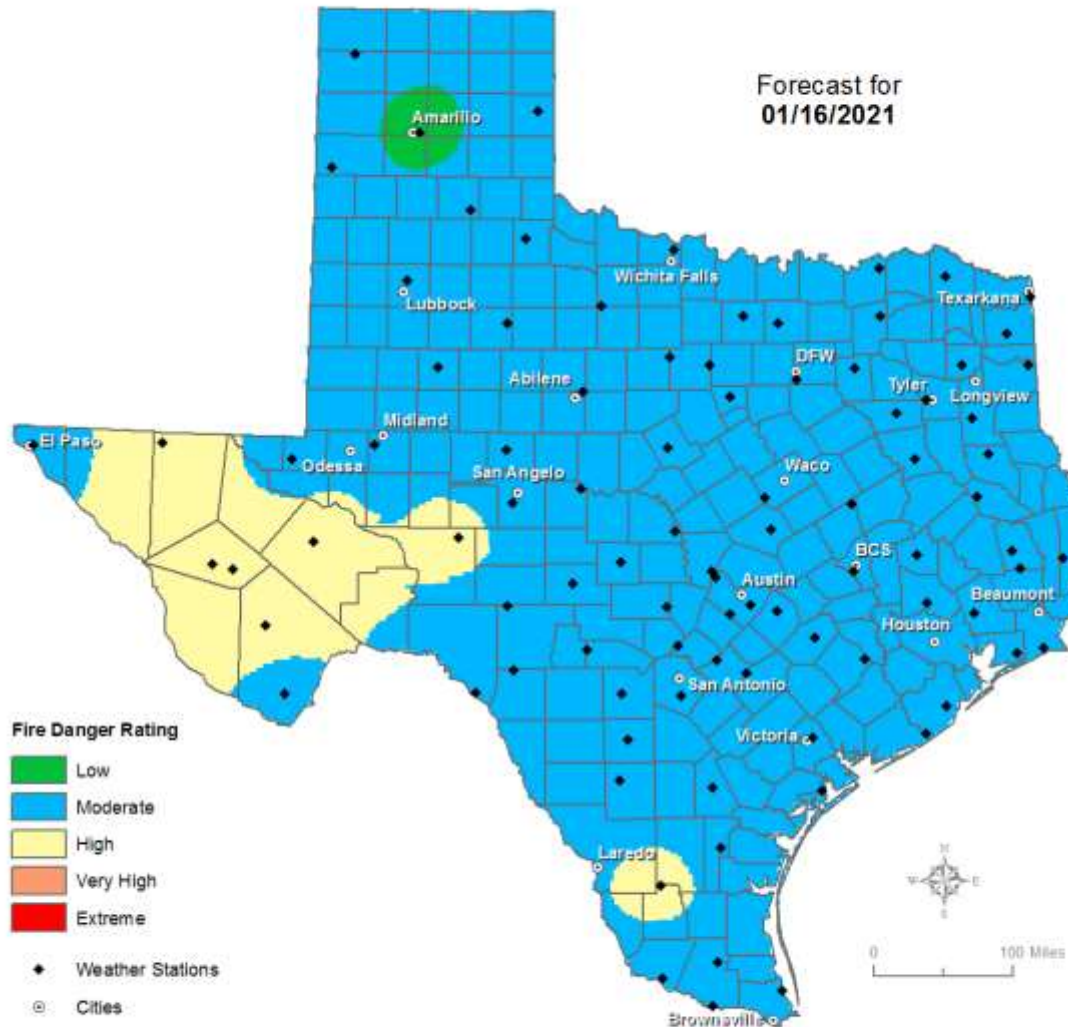 Forecast for
01/16/2021
Amarillo
Wichita Falls
Lubbock
Texarkana
DFW
Abilene
Tyler
Longview
Midland
El Paso
Odessa
San Angelo
Waco
BCS
Austin
Beaumont
Houston
San Antonio
Victoria
Laredo
Brownsville
Fire Danger Rating
Low
Moderate
High
Very High
Extreme
Weather Stations
Cities
N
W
E
S
0 100 Miles